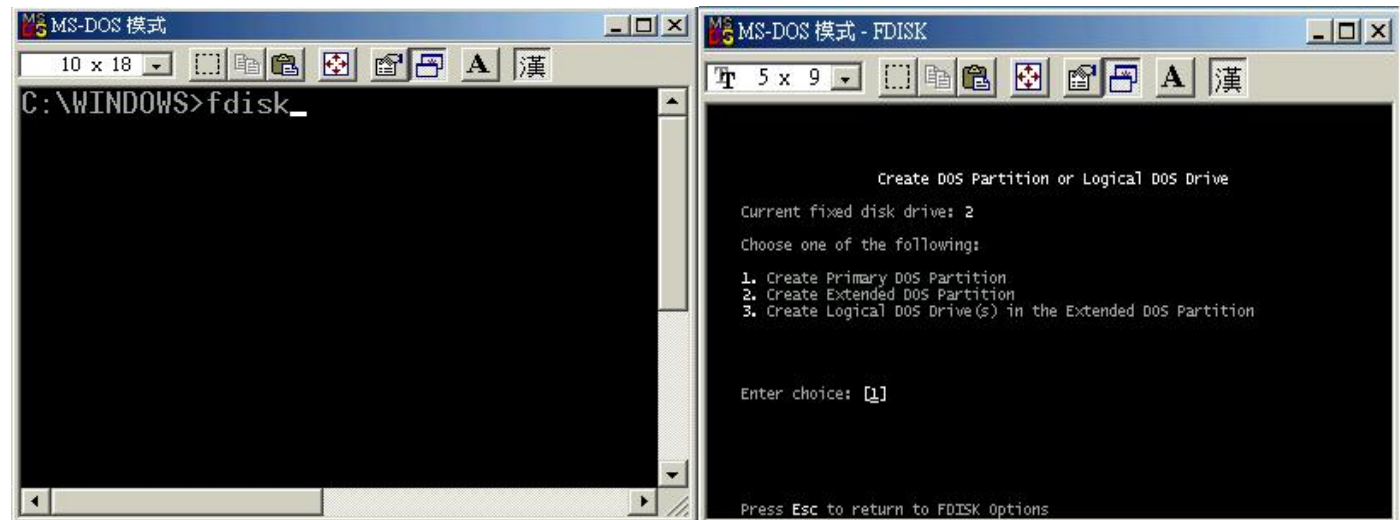 MS-DOS 模式
10 x 18
A
漢
C:\WINDOWS>fdisk_
MS-DOS 模式 - FDISK
Tr 5 x 9
A
漢
Create DOS Partition or Logical DOS Drive
Current fixed disk drive: 2
Choose one of the following:
1. Create Primary DOS Partition
2. Create Extended DOS Partition
3. Create Logical DOS Drive(s) in the Extended DOS Partition
Enter choice: [1]
Press Esc to return to FDISK Options